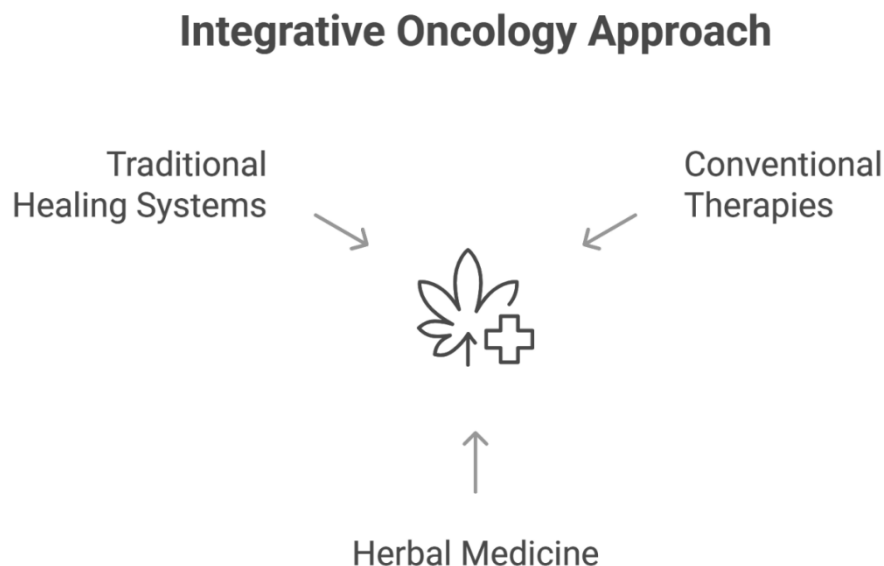 Integrative Oncology Approach
Traditional
Healing Systems
Conventional
Therapies
Herbal Medicine